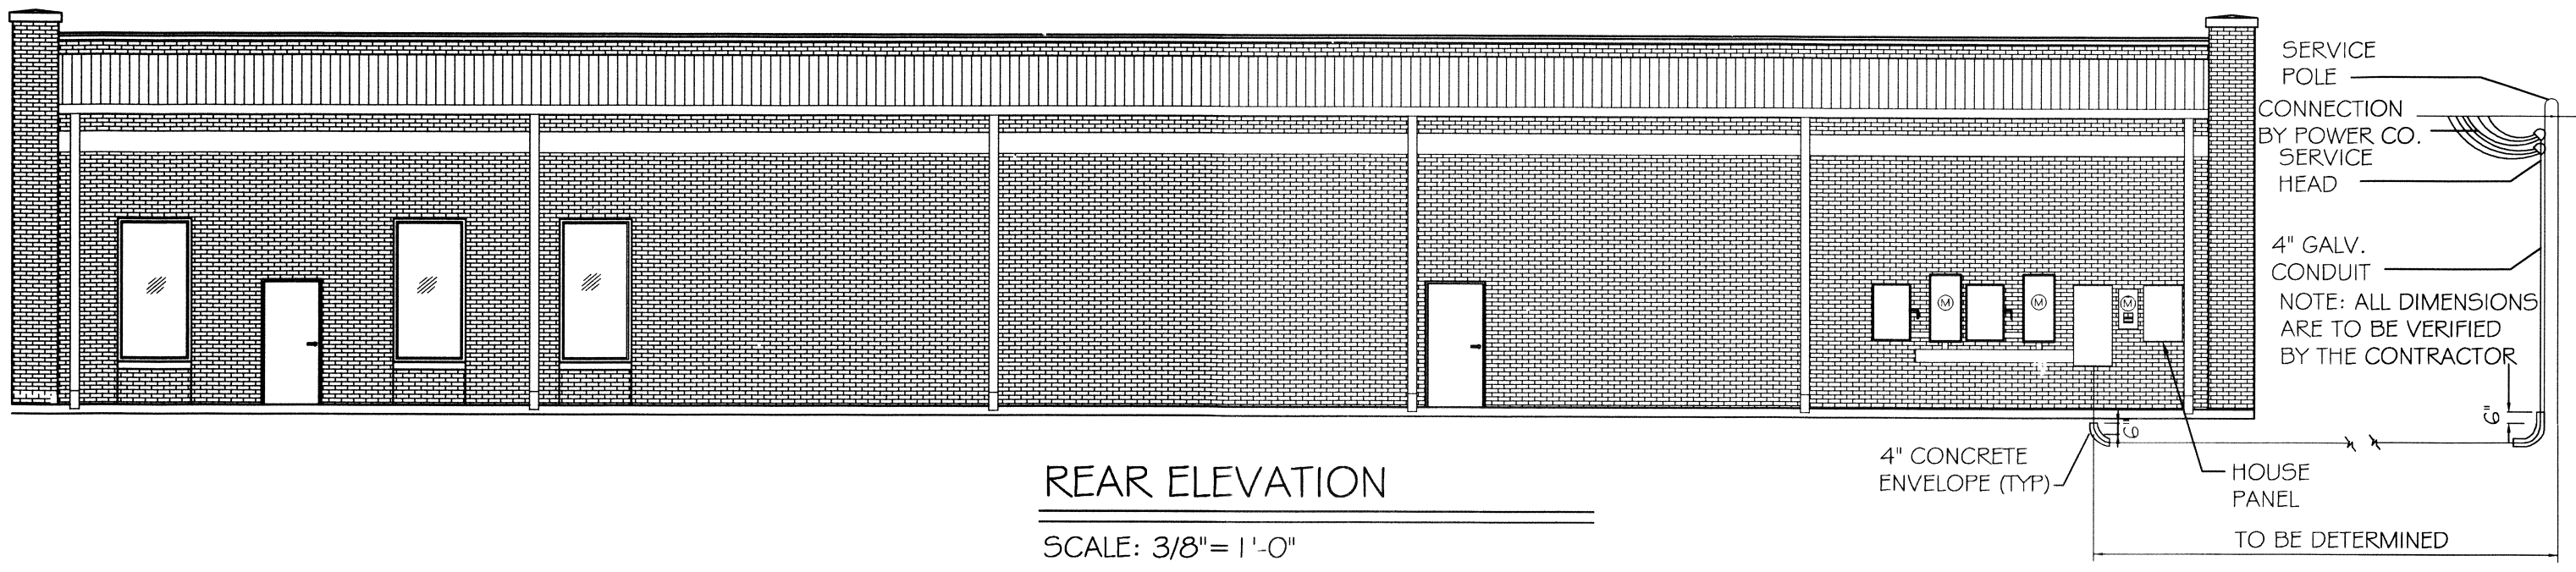 SERVICE
POLE
CONNECTION
BY POWER CO.
SERVICE
HEAD
4" GALV.
CONDUIT
NOTE: ALL DIMENSIONS
ARE TO BE VERIFIED
BY THE CONTRACTOR
M
M
M
6"
6"
4" CONCRETE
ENVELOPE (TYP)
HOUSE
PANEL
TO BE DETERMINED
REAR ELEVATION
SCALE: 3/8"= 1'-0"